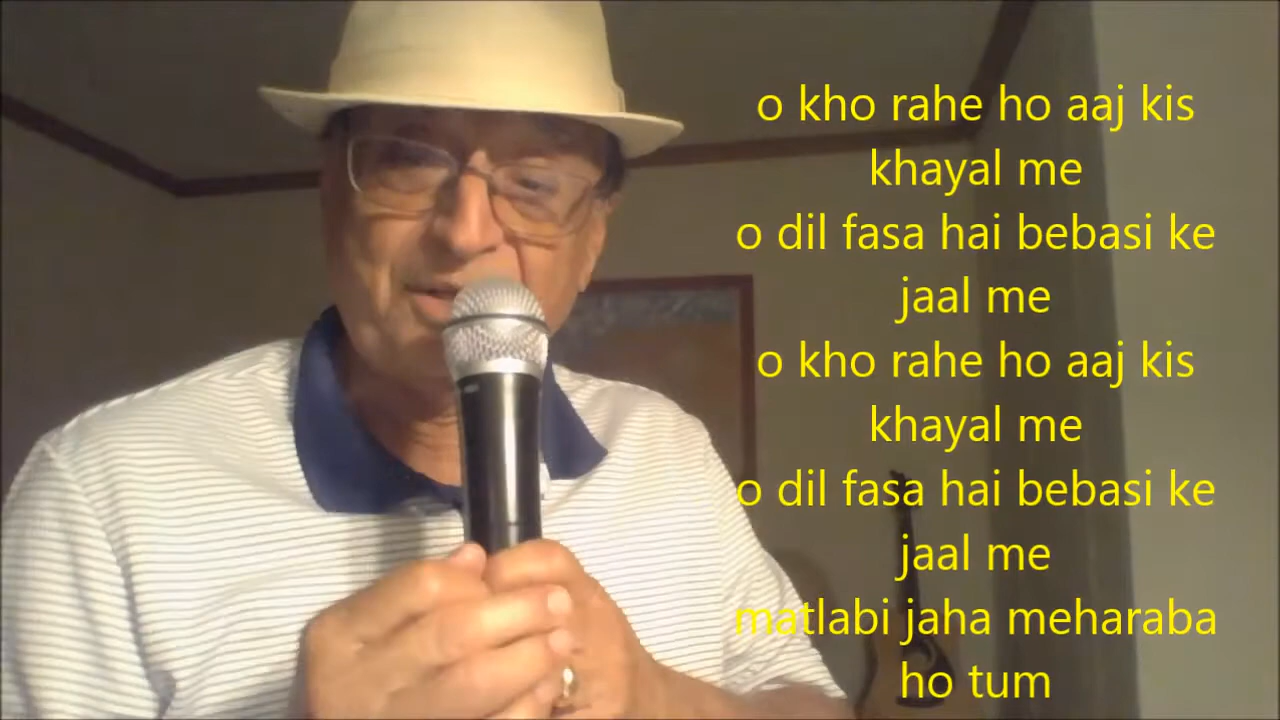 o kho rahe ho aaj kis
khayal me
o dil fasa hai bebasi ke
jaal me
o kho rahe ho aaj kis
khayal me
o dil fasa hai bebasi ke
jaal me
matlabi jaha meharaba
ho tum